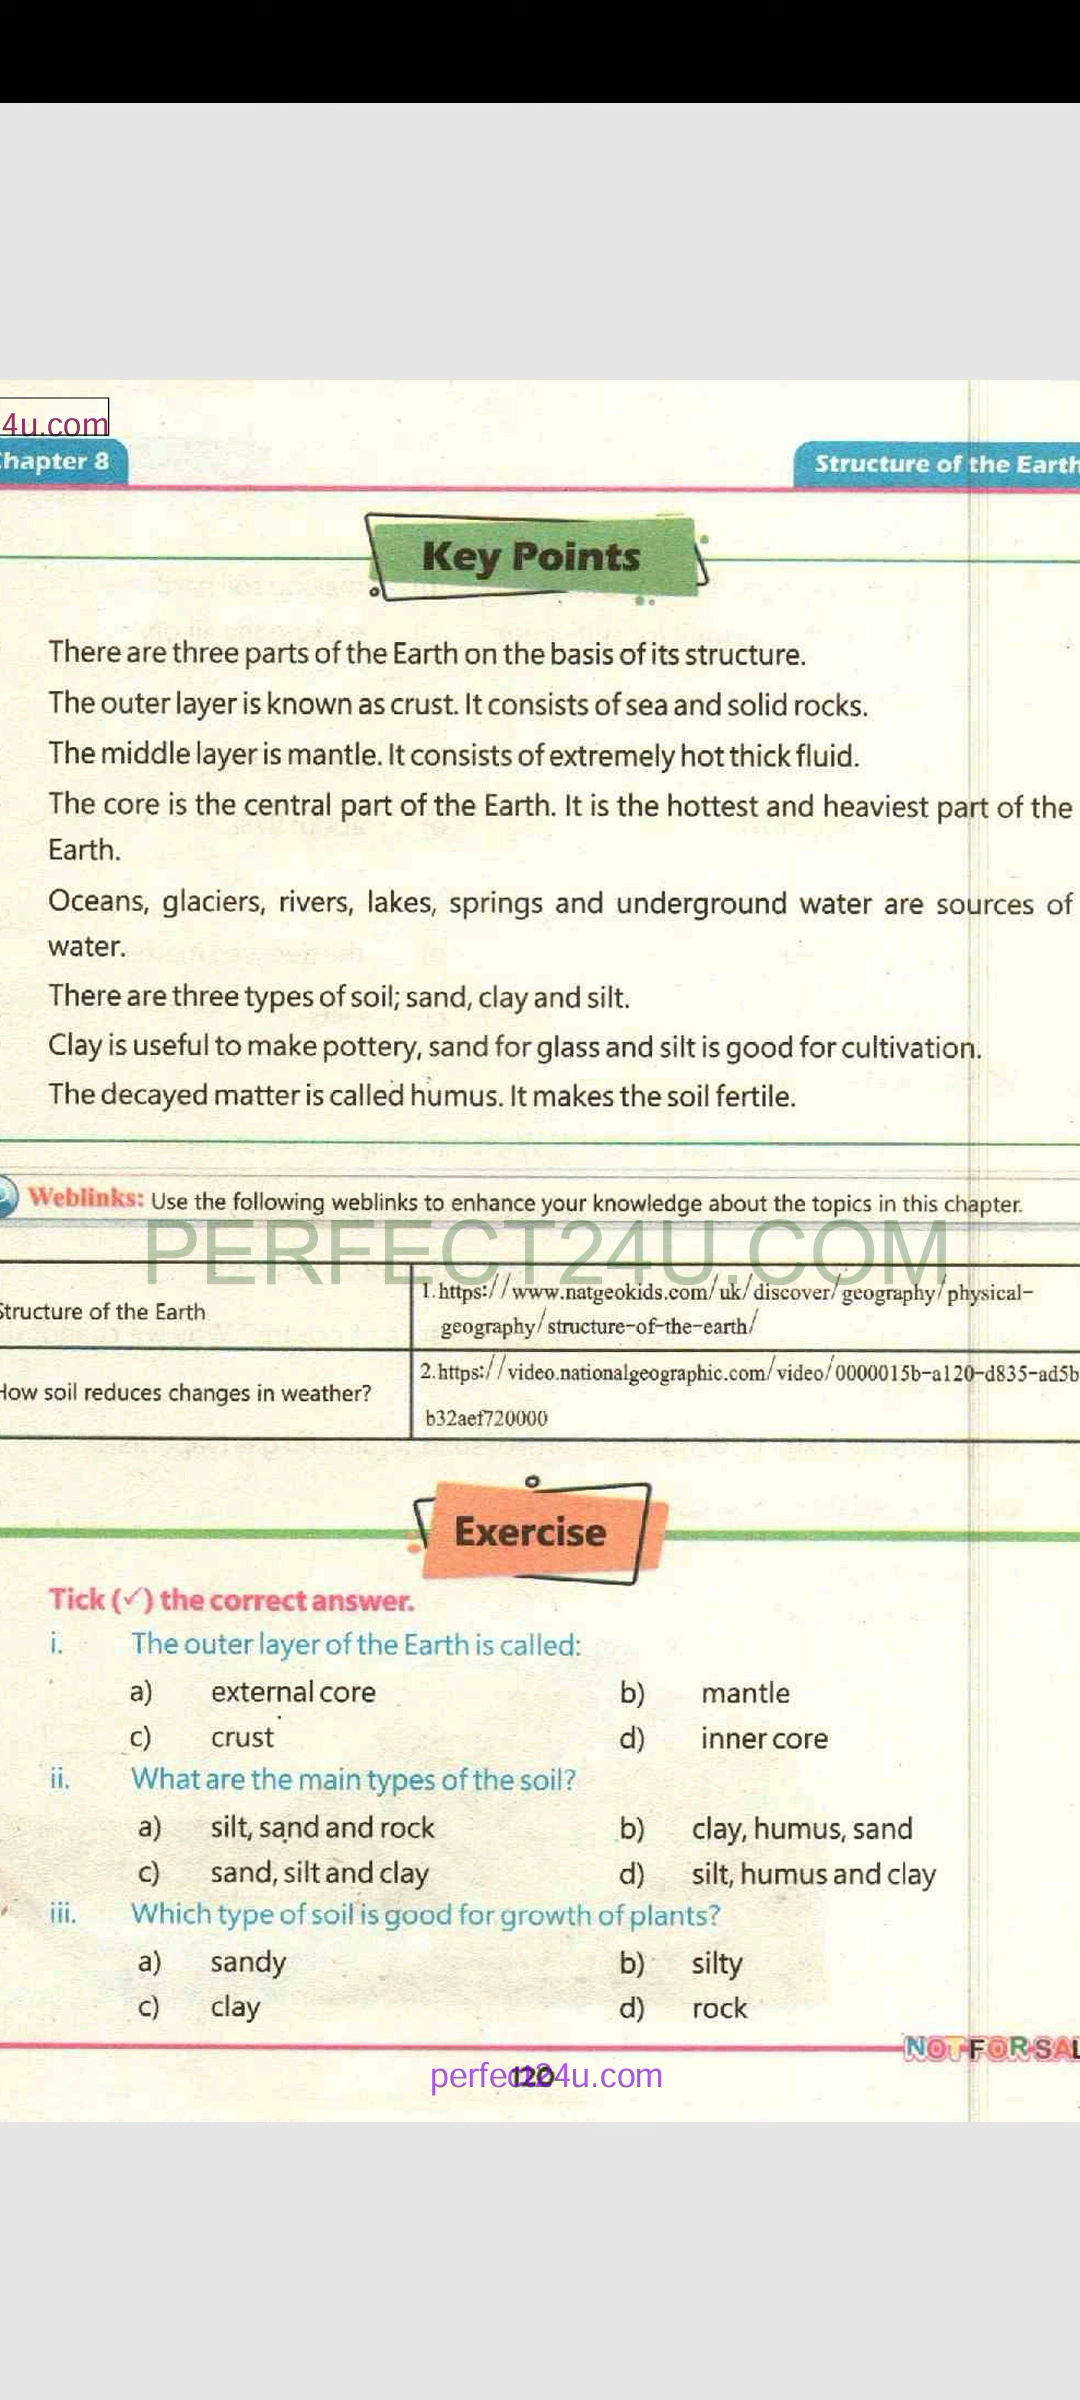 4u.com
Chapter 8
Structure of the Earth
Key Points
There are three parts of the Earth on the basis of its structure.
The outer layer is known as crust. It consists of sea and solid rocks.
The middle layer is mantle. It consists of extremely hot thick fluid.
The core is the central part of the Earth. It is the hottest and heaviest part of the
Earth.
Oceans, glaciers, rivers, lakes, springs and underground water are sources of
water.
There are three types of soil; sand, clay and silt.
Clay is useful to make pottery, sand for glass and silt is good for cultivation.
The decayed matter is called humus. It makes the soil fertile.
Weblinks: Use the following weblinks to enhance your knowledge about the topics in this chapter.
PERFECT24U.COM
Structure of the Earth
1. https://www.natgeokids.com/uk/discover/geography/physical-
geography/structure-of-the-earth/
How soil reduces changes in weather?
2. https://video.nationalgeographic.com/video/0000015b-a120-d835-ad5b
b32aef720000
Exercise
Tick (✓) the correct answer.
i. The outer layer of the Earth is called:
a) external core b) mantle
c) crust d) inner core
ii. What are the main types of the soil?
a) silt, sand and rock b) clay, humus, sand
c) sand, silt and clay d) silt, humus and clay
iii. Which type of soil is good for growth of plants?
a) sandy b) silty
c) clay d) rock
NOT FOR SAL
120
perfect24u.com